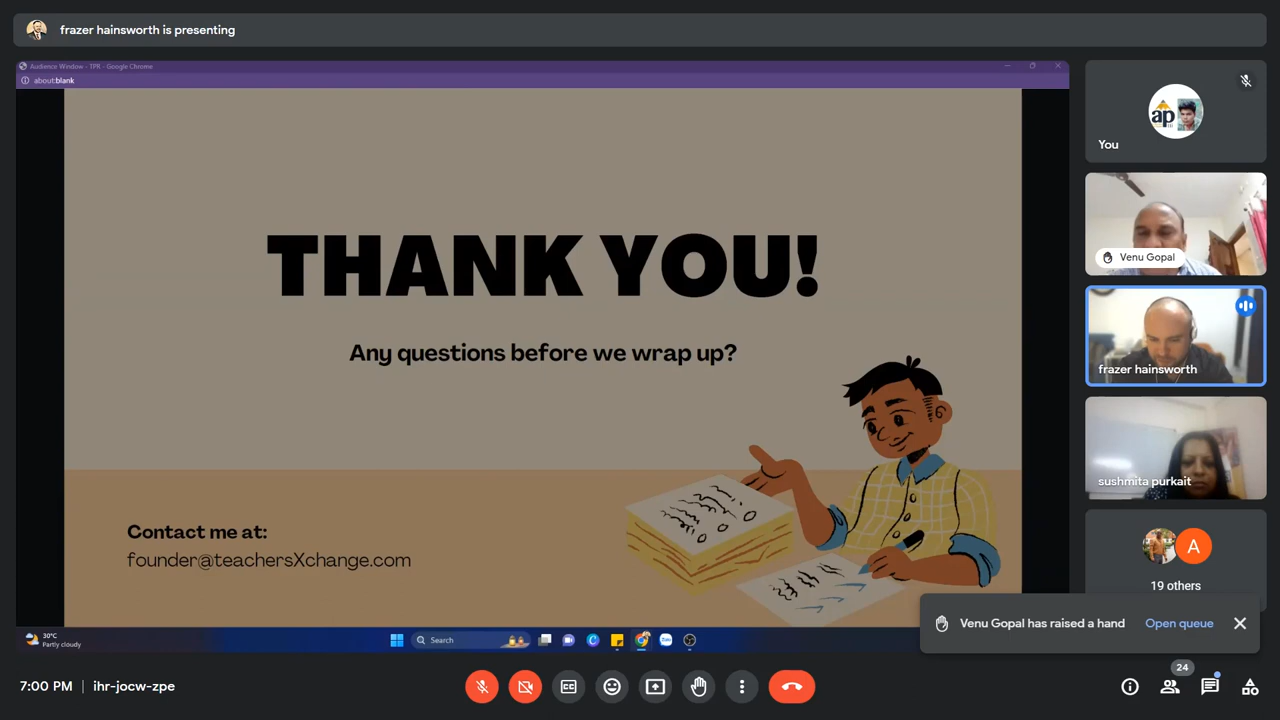 frazer hainsworth is presenting
Audience Window - TPR - Google Chrome
about:blank
THANK YOU!
Any questions before we wrap up?
Contact me at:
founder@teachersXchange.com
ap
You
Venu Gopal
frazer hainsworth
sushmita purkait
A
19 others
Venu Gopal has raised a hand
Open queue
30°C
Partly cloudy
Search
7:00 PM
ihr-jocw-zpe
24